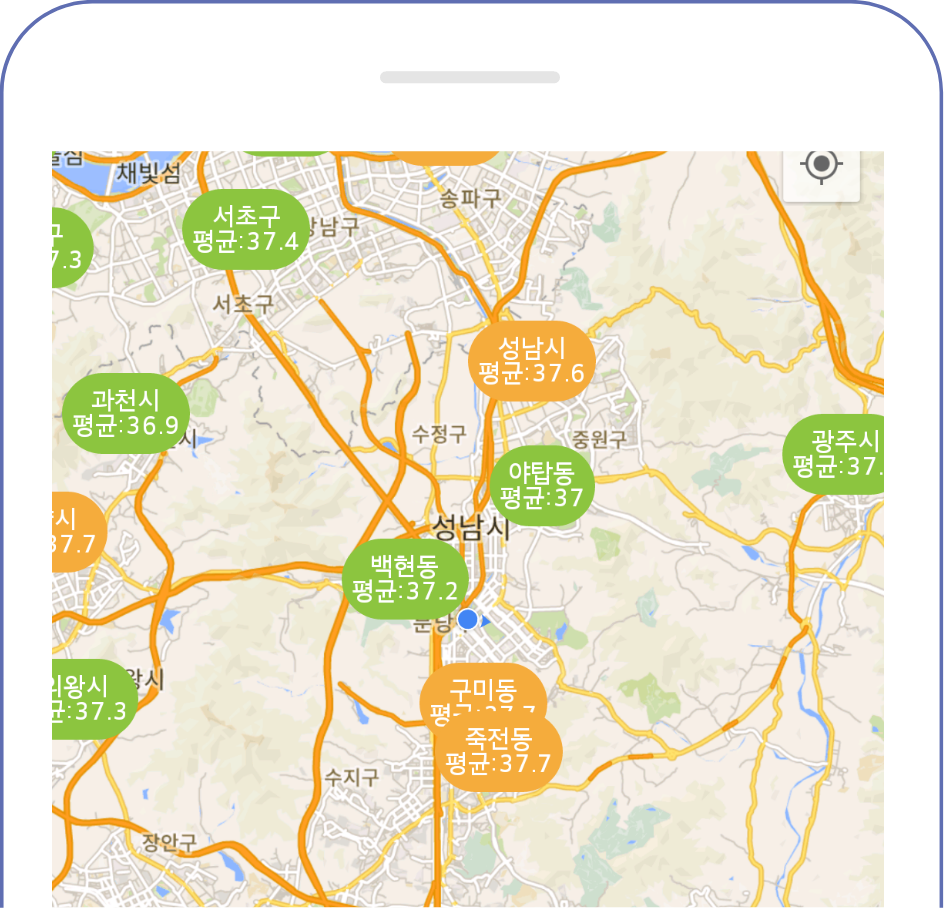 채빛섬
송파구
서초구
평균:37.4
강남구
7.3
서초구
성남시
평균:37.6
과천시
평균:36.9
수정구
중원구
광주시
평균:37.
야탑동
평균:37
시
37.7
성남시
백현동
평균:37.2
분당
의왕시
평균:37.3
왕시
구미동
평균:37.7
죽전동
평균:37.7
수지구
장안구